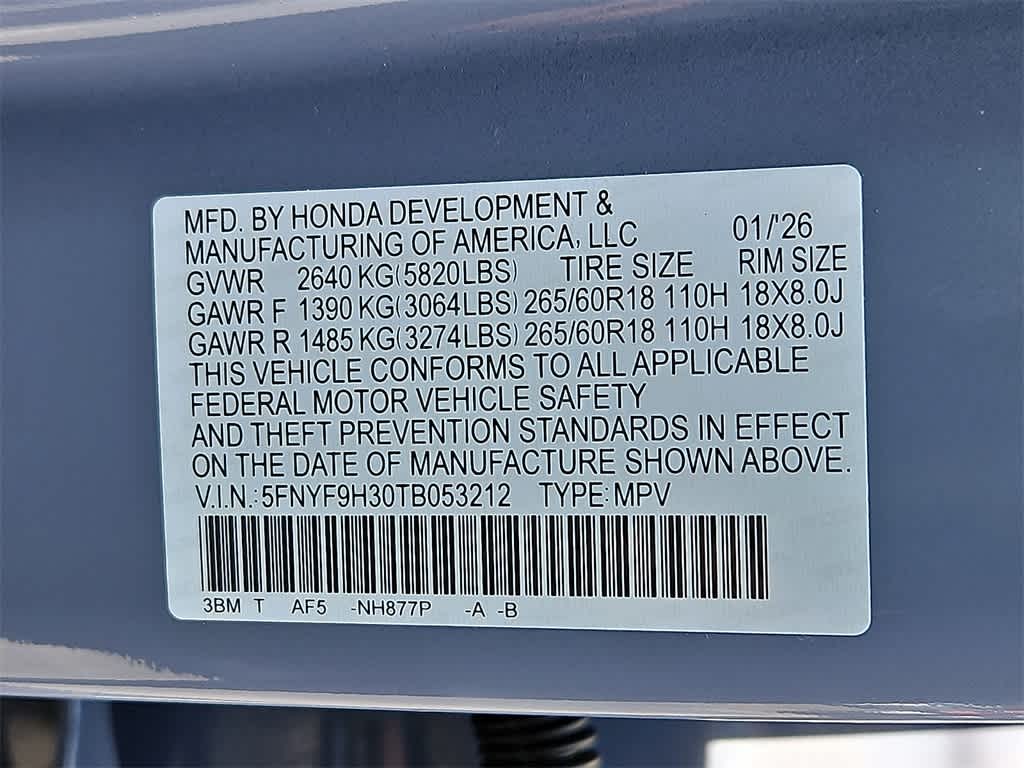 MFD. BY HONDA DEVELOPMENT &
MANUFACTURING OF AMERICA, LLC 01/'26
GVWR 2640 KG(5820LBS) TIRE SIZE RIM SIZE
GAWR F 1390 KG(3064LBS) 265/60R18 110H 18X8.0J
GAWR R 1485 KG(3274LBS) 265/60R18 110H 18X8.0J
THIS VEHICLE CONFORMS TO ALL APPLICABLE
FEDERAL MOTOR VEHICLE SAFETY
AND THEFT PREVENTION STANDARDS IN EFFECT
ON THE DATE OF MANUFACTURE SHOWN ABOVE.
V.I.N.:5FNYF9H30TB053212 TYPE:MPV
3BM T AF5 -NH877P -A -B